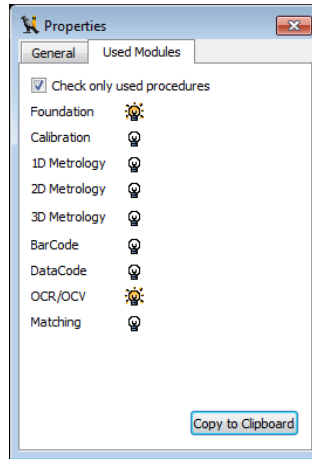 Properties
General Used Modules
Check only used procedures
Foundation
Calibration
1D Metrology
2D Metrology
3D Metrology
BarCode
DataCode
OCR/OCV
Matching
Copy to Clipboard